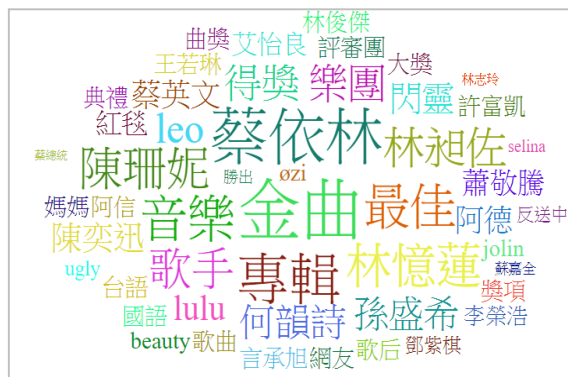 林俊傑
曲獎 艾怡良 評審團
王若琳 得獎 樂團 大獎 林志玲
典禮 蔡英文 閃靈 許富凱
紅毯 leo 蔡依林 林昶佐 selina
蔡總統 陳珊妮 勝出 øzi 蕭敬騰
媽媽 阿信 音樂 金曲 最佳 阿德 反送中
陳奕迅 jolin
ugly 台語 歌手 專輯 林憶蓮 蘇嘉全
國語 lulu 何韻詩 孫盛希 獎項 李榮浩
beauty 歌曲 言承旭 網友 歌后 鄧紫棋